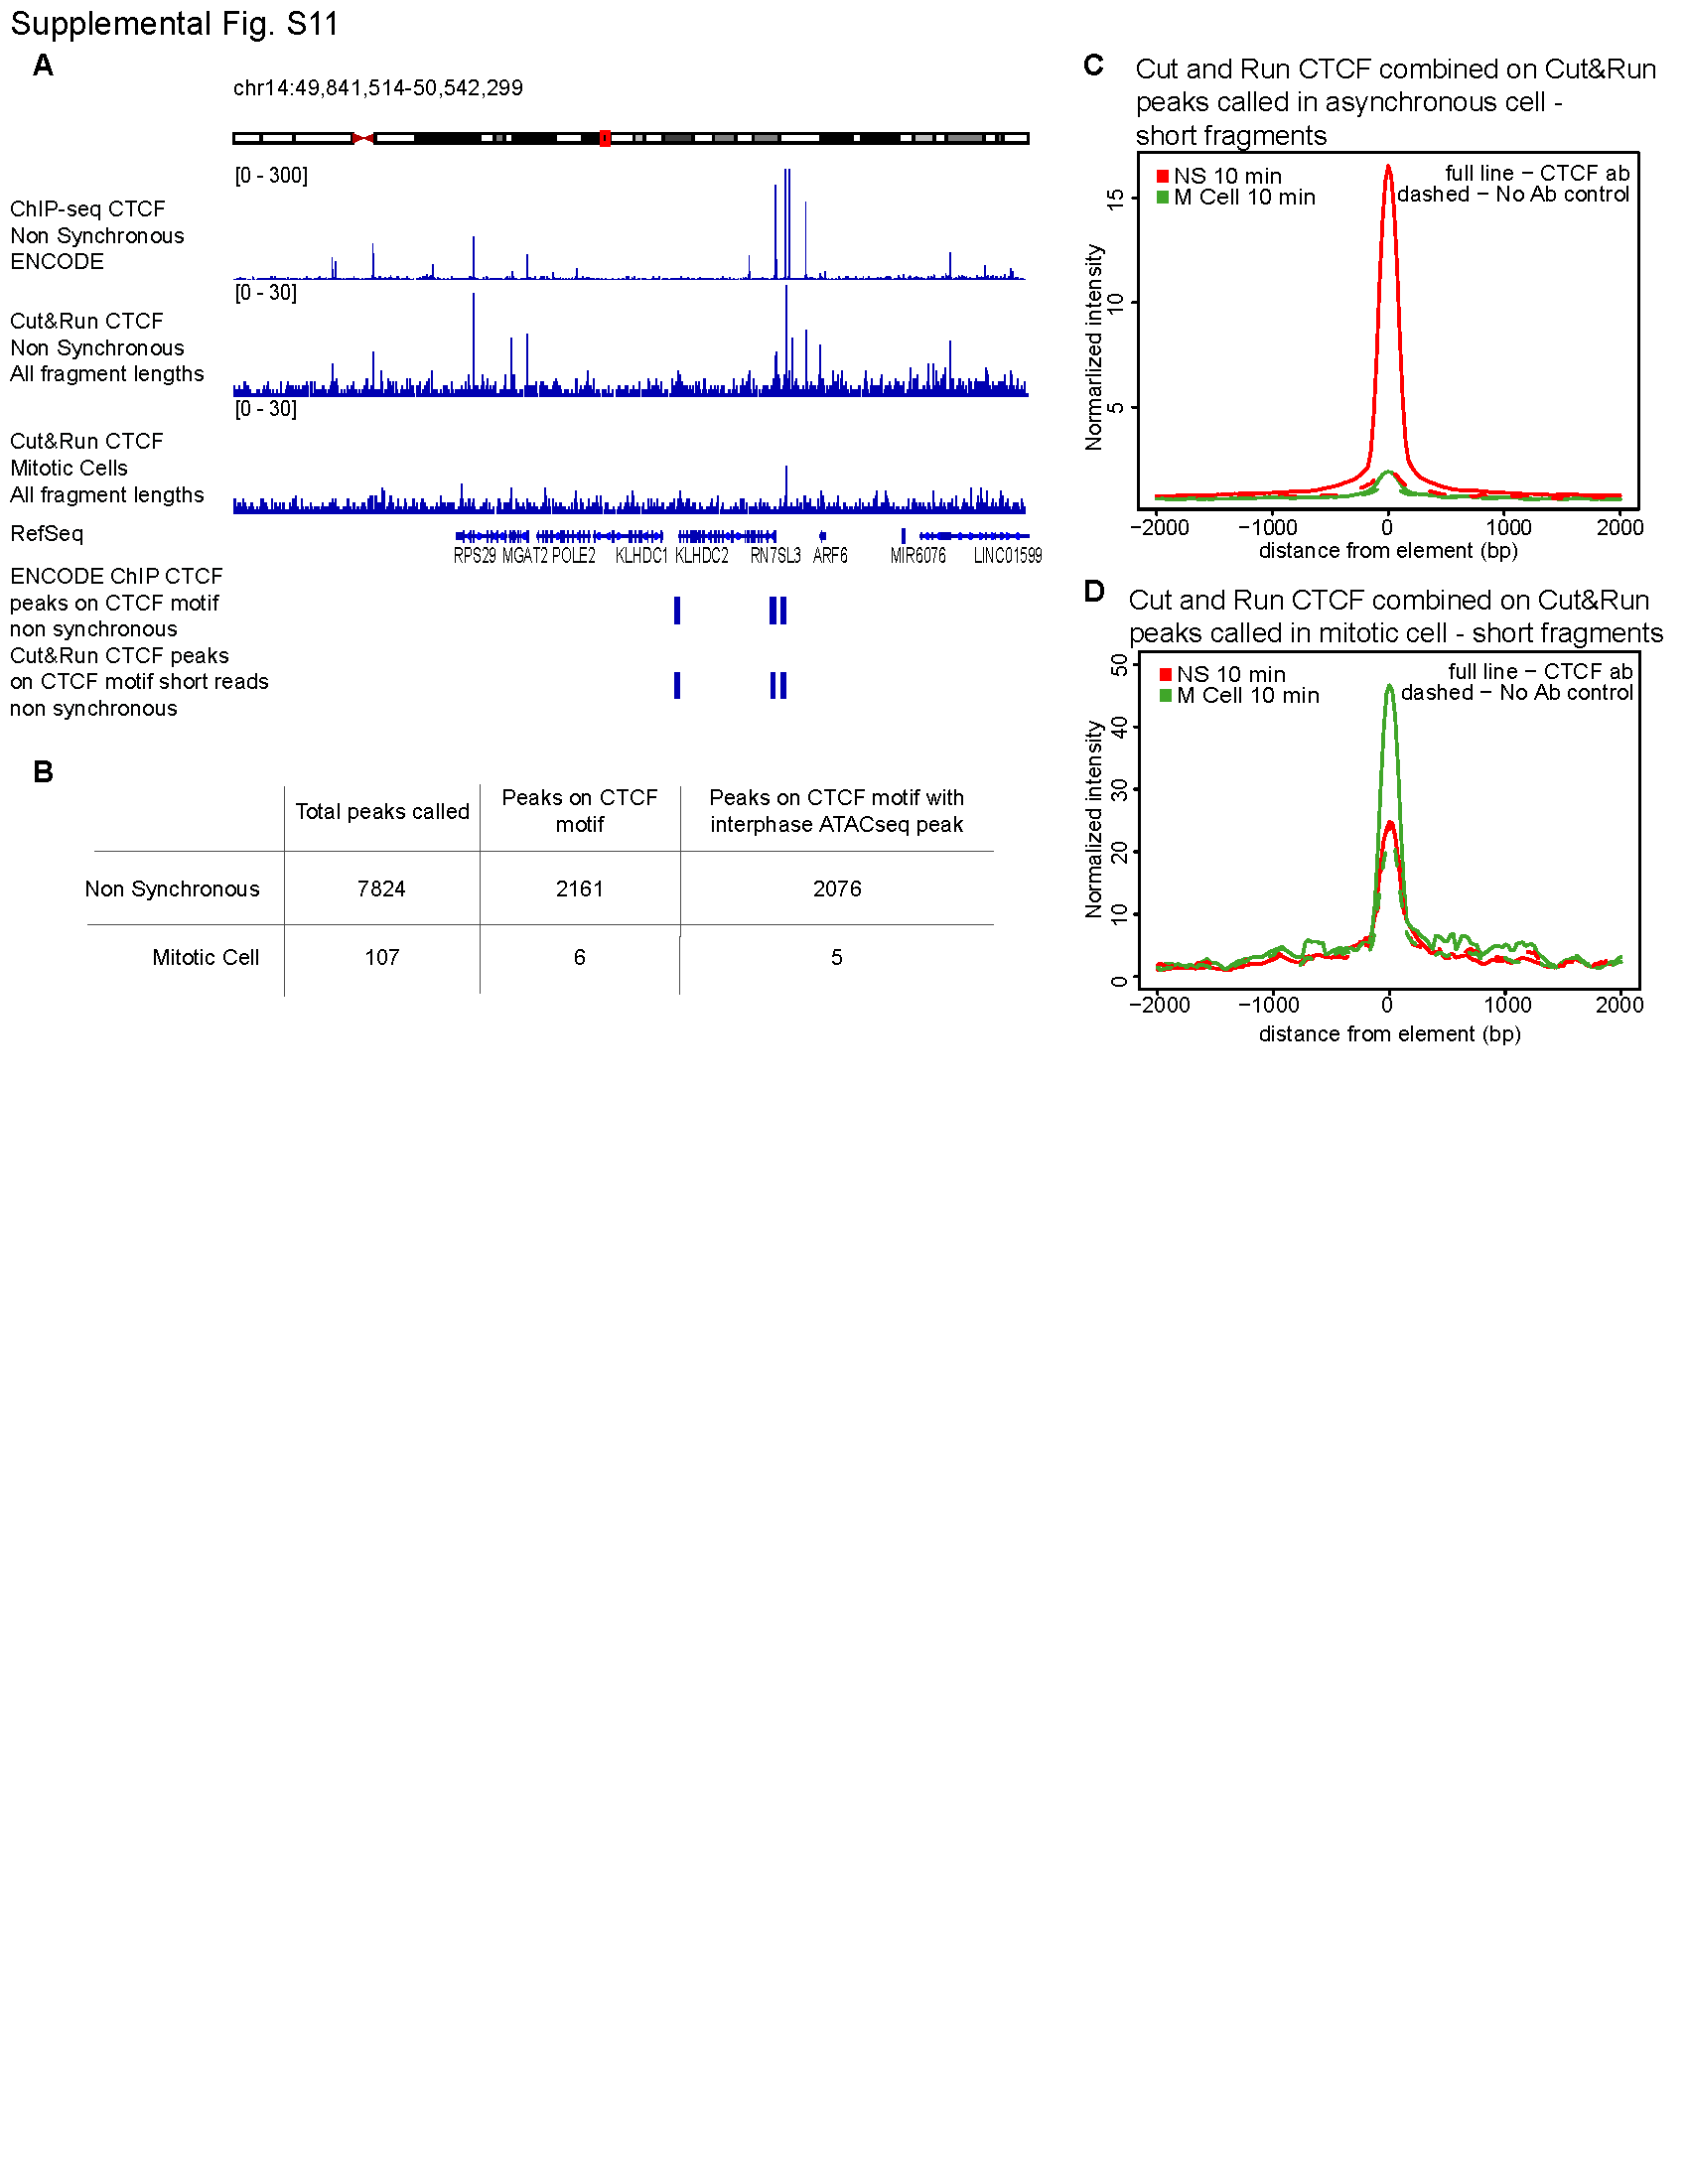 Supplemental Fig. S11
A
chr14:49,841,514-50,542,299
[0 - 300]
ChIP-seq CTCF
Non Synchronous
ENCODE
[0 - 30]
Cut&Run CTCF
Non Synchronous
All fragment lengths
[0 - 30]
Cut&Run CTCF
Mitotic Cells
All fragment lengths
RefSeq
RPS29 MGAT2 POLE2 KLHDC1 KLHDC2 RN7SL3 ARF6 MIR6076 LINC01599
ENCODE ChIP CTCF
peaks on CTCF motif
non synchronous
Cut&Run CTCF peaks
on CTCF motif short reads
non synchronous
B
Total peaks called
Peaks on CTCF
motif
Peaks on CTCF motif with
interphase ATACseq peak
Non Synchronous 7824 2161 2076
Mitotic Cell 107 6 5
C
Cut and Run CTCF combined on Cut&Run
peaks called in asynchronous cell -
short fragments
NS 10 min
M Cell 10 min
full line − CTCF ab
dashed − No Ab control
Normarlized intensity
15
10
5
−2000 −1000 0 1000 2000
distance from element (bp)
D
Cut and Run CTCF combined on Cut&Run
peaks called in mitotic cell - short fragments
NS 10 min
M Cell 10 min
full line − CTCF ab
dashed − No Ab control
Normalized intensity
50
40
30
20
10
0
−2000 −1000 0 1000 2000
distance from element (bp)